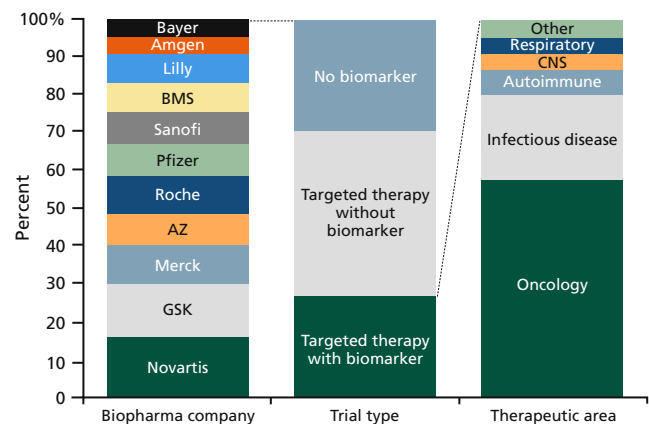 100%
90
80
70
60
50
40
30
20
10
0
Percent
Bayer
Amgen
Lilly
BMS
Sanofi
Pfizer
Roche
AZ
Merck
GSK
Novartis
Biopharma company
No biomarker
Targeted therapy
without
biomarker
Targeted therapy
with biomarker
Trial type
Other
Respiratory
CNS
Autoimmune
Infectious disease
Oncology
Therapeutic area